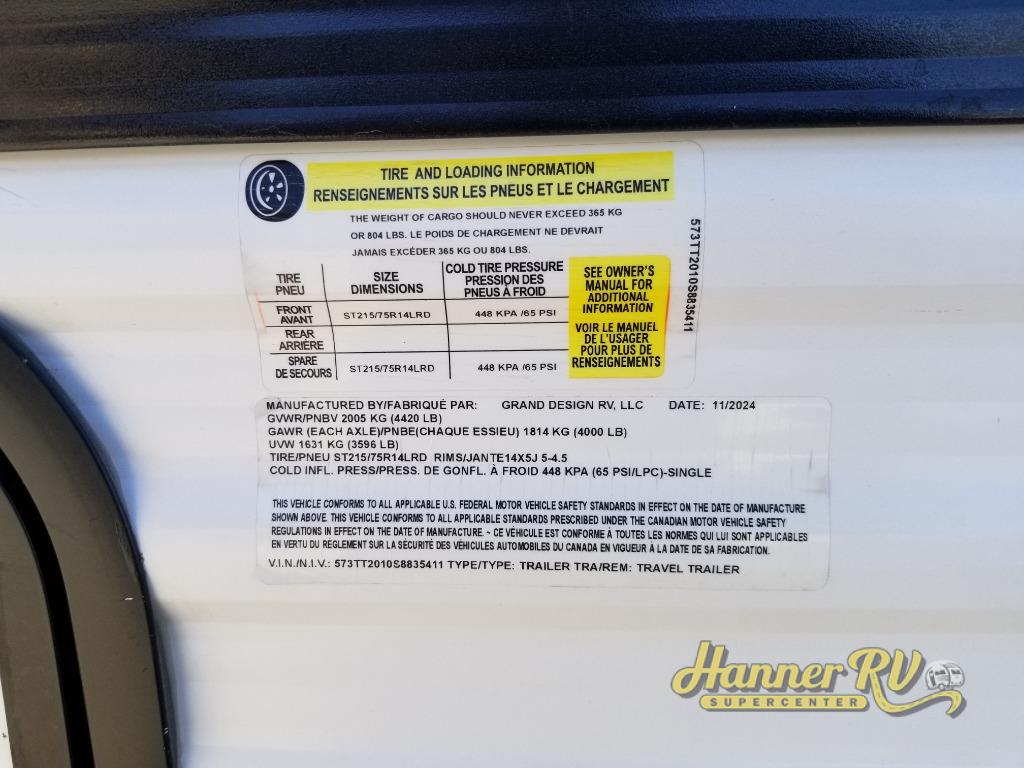 TIRE AND LOADING INFORMATION
RENSEIGNEMENTS SUR LES PNEUS ET LE CHARGEMENT
THE WEIGHT OF CARGO SHOULD NEVER EXCEED 365 KG
OR 804 LBS. LE POIDS DE CHARGEMENT NE DEVRAIT
JAMAIS EXCÉDER 365 KG OU 804 LBS.
TIRE
PNEU
SIZE
DIMENSIONS
COLD TIRE PRESSURE
PRESSION DES
PNEUS À FROID
FRONT
AVANT
ST215/75R14LRD
448 KPA /65 PSI
REAR
ARRIÈRE
SPARE
DE SECOURS
ST215/75R14LRD
448 KPA /65 PSI
SEE OWNER'S
MANUAL FOR
ADDITIONAL
INFORMATION
VOIR LE MANUEL
DE L'USAGER
POUR PLUS DE
RENSEIGNEMENTS
573TT2010S8835411
MANUFACTURED BY/FABRIQUÉ PAR: GRAND DESIGN RV, LLC DATE: 11/2024
GVWR/PNBV 2005 KG (4420 LB)
GAWR (EACH AXLE)/PNBE(CHAQUE ESSIEU) 1814 KG (4000 LB)
UVW 1631 KG (3596 LB)
TIRE/PNEU ST215/75R14LRD RIMS/JANTE14X5J 5-4.5
COLD INFL. PRESS/PRESS. DE GONFL. À FROID 448 KPA (65 PSI/LPC)-SINGLE
THIS VEHICLE CONFORMS TO ALL APPLICABLE U.S. FEDERAL MOTOR VEHICLE SAFETY STANDARDS IN EFFECT ON THE DATE OF MANUFACTURE
SHOWN ABOVE. THIS VEHICLE CONFORMS TO ALL APPLICABLE STANDARDS PRESCRIBED UNDER THE CANADIAN MOTOR VEHICLE SAFETY
REGULATIONS IN EFFECT ON THE DATE OF MANUFACTURE. ~ CE VÉHICULE EST CONFORME À TOUTES LES NORMES QUI LUI SONT APPLICABLES
EN VERTU DU RÈGLEMENT SUR LA SÉCURITÉ DES VÉHICULES AUTOMOBILES DU CANADA EN VIGUEUR À LA DATE DE SA FABRICATION.
V.I.N./N.I.V.: 573TT2010S8835411 TYPE/TYPE: TRAILER TRA/REM: TRAVEL TRAILER
Hanner RV
SUPERCENTER